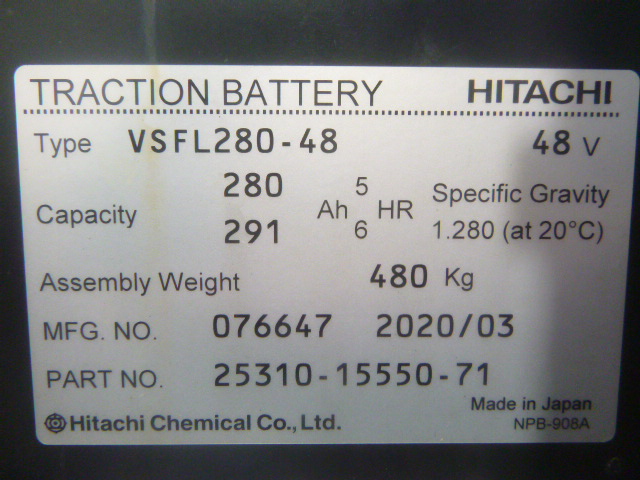 TRACTION BATTERY HITACHI
Type VSFL280-48 48 V
Capacity 280 Ah 5 HR Specific Gravity
291 6 1.280 (at 20°C)
Assembly Weight 480 Kg
MFG. NO. 076647 2020/03
PART NO. 25310-15550-71
Made in Japan
Hitachi Chemical Co., Ltd. NPB-908A